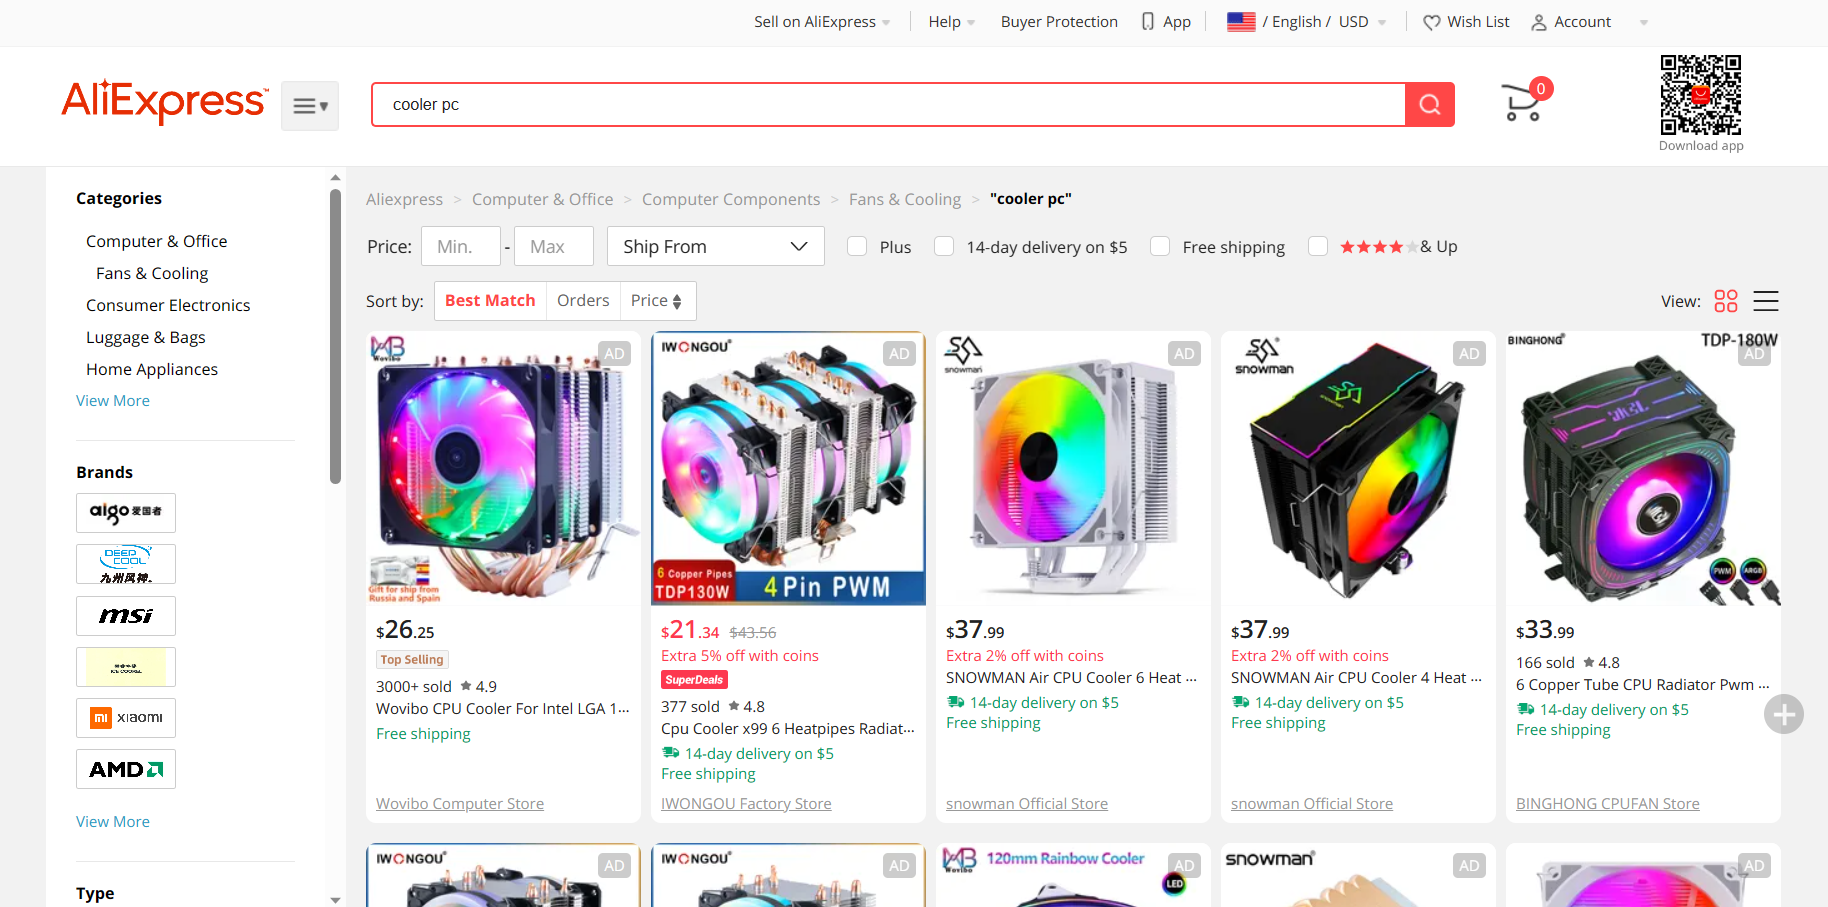 Sell on AliExpress
Help
Buyer Protection
App
/ English / USD
Wish List
Account
AliExpress™
cooler pc
0
Download app
Categories
Computer & Office
Fans & Cooling
Consumer Electronics
Luggage & Bags
Home Appliances
View More
Brands
aigo 爱国者
DEEP COOL
九州风神
msi
ICE COOREL
mi xiaomi
AMD
View More
Type
Aliexpress > Computer & Office > Computer Components > Fans & Cooling > "cooler pc"
Price: Min. - Max
Ship From
Plus
14-day delivery on $5
Free shipping
& Up
Sort by: Best Match Orders Price
View:
Wovibo
AD
Gift for ship from
Russia and Spain
$26.25
Top Selling
3000+ sold 4.9
Wovibo CPU Cooler For Intel LGA 1...
Free shipping
Wovibo Computer Store
IWONGOU
AD
6 Copper Pipes
TDP130W
4 Pin PWM
$21.34 $43.56
Extra 5% off with coins
SuperDeals
377 sold 4.8
Cpu Cooler x99 6 Heatpipes Radiat...
14-day delivery on $5
Free shipping
IWONGOU Factory Store
snowman
AD
$37.99
Extra 2% off with coins
SNOWMAN Air CPU Cooler 6 Heat ...
14-day delivery on $5
Free shipping
snowman Official Store
snowman
AD
$37.99
Extra 2% off with coins
SNOWMAN Air CPU Cooler 4 Heat ...
14-day delivery on $5
Free shipping
snowman Official Store
BINGHONG
TDP-180W
AD
PWM
ARGB
$33.99
166 sold 4.8
6 Copper Tube CPU Radiator Pwm ...
14-day delivery on $5
Free shipping
BINGHONG CPUFAN Store
IWONGOU
AD
IWONGOU
AD
Wovibo
120mm Rainbow Cooler
AD
LED
snowman
AD
AD